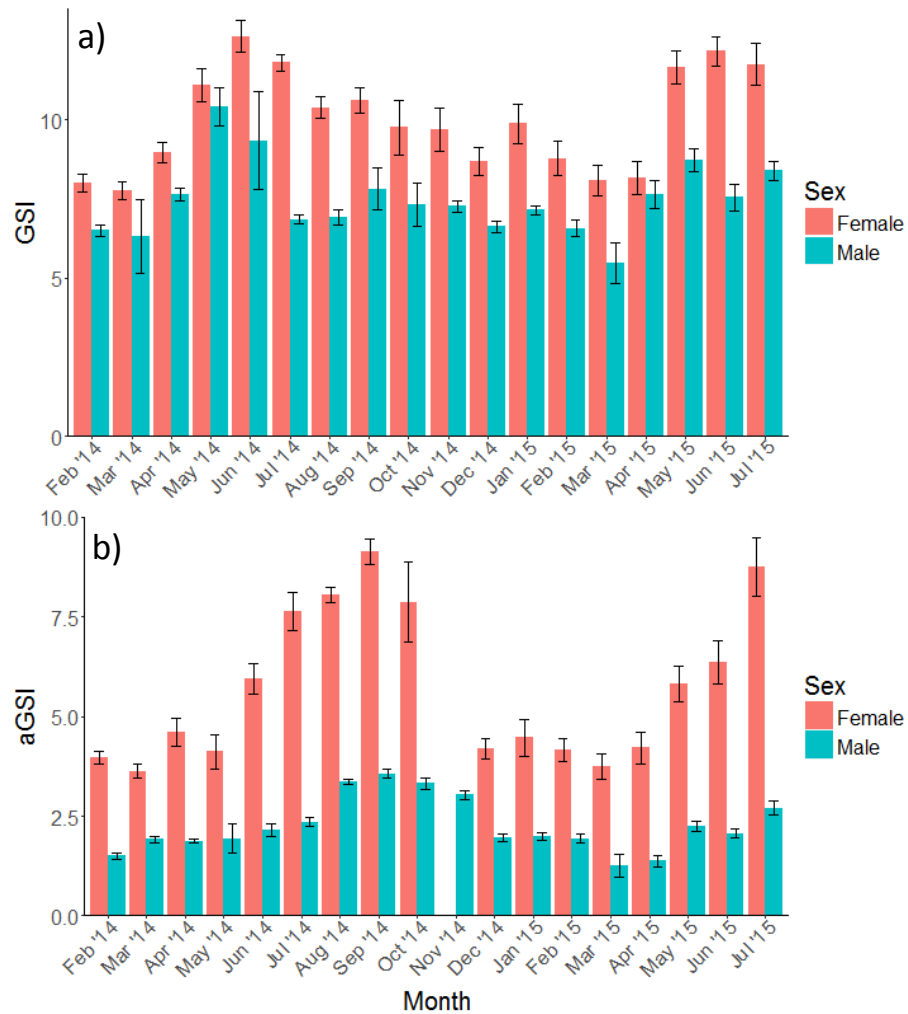 a)
GSI
10
5
0
Feb '14
Mar '14
Apr '14
May '14
Jun '14
Jul '14
Aug '14
Sep '14
Oct '14
Nov '14
Dec '14
Jan '15
Feb '15
Mar '15
Apr '15
May '15
Jun '15
Jul '15
Sex
Female
Male
b)
aGSI
10.0
7.5
5.0
2.5
0.0
Feb '14
Mar '14
Apr '14
May '14
Jun '14
Jul '14
Aug '14
Sep '14
Oct '14
Nov '14
Dec '14
Jan '15
Feb '15
Mar '15
Apr '15
May '15
Jun '15
Jul '15
Month
Sex
Female
Male